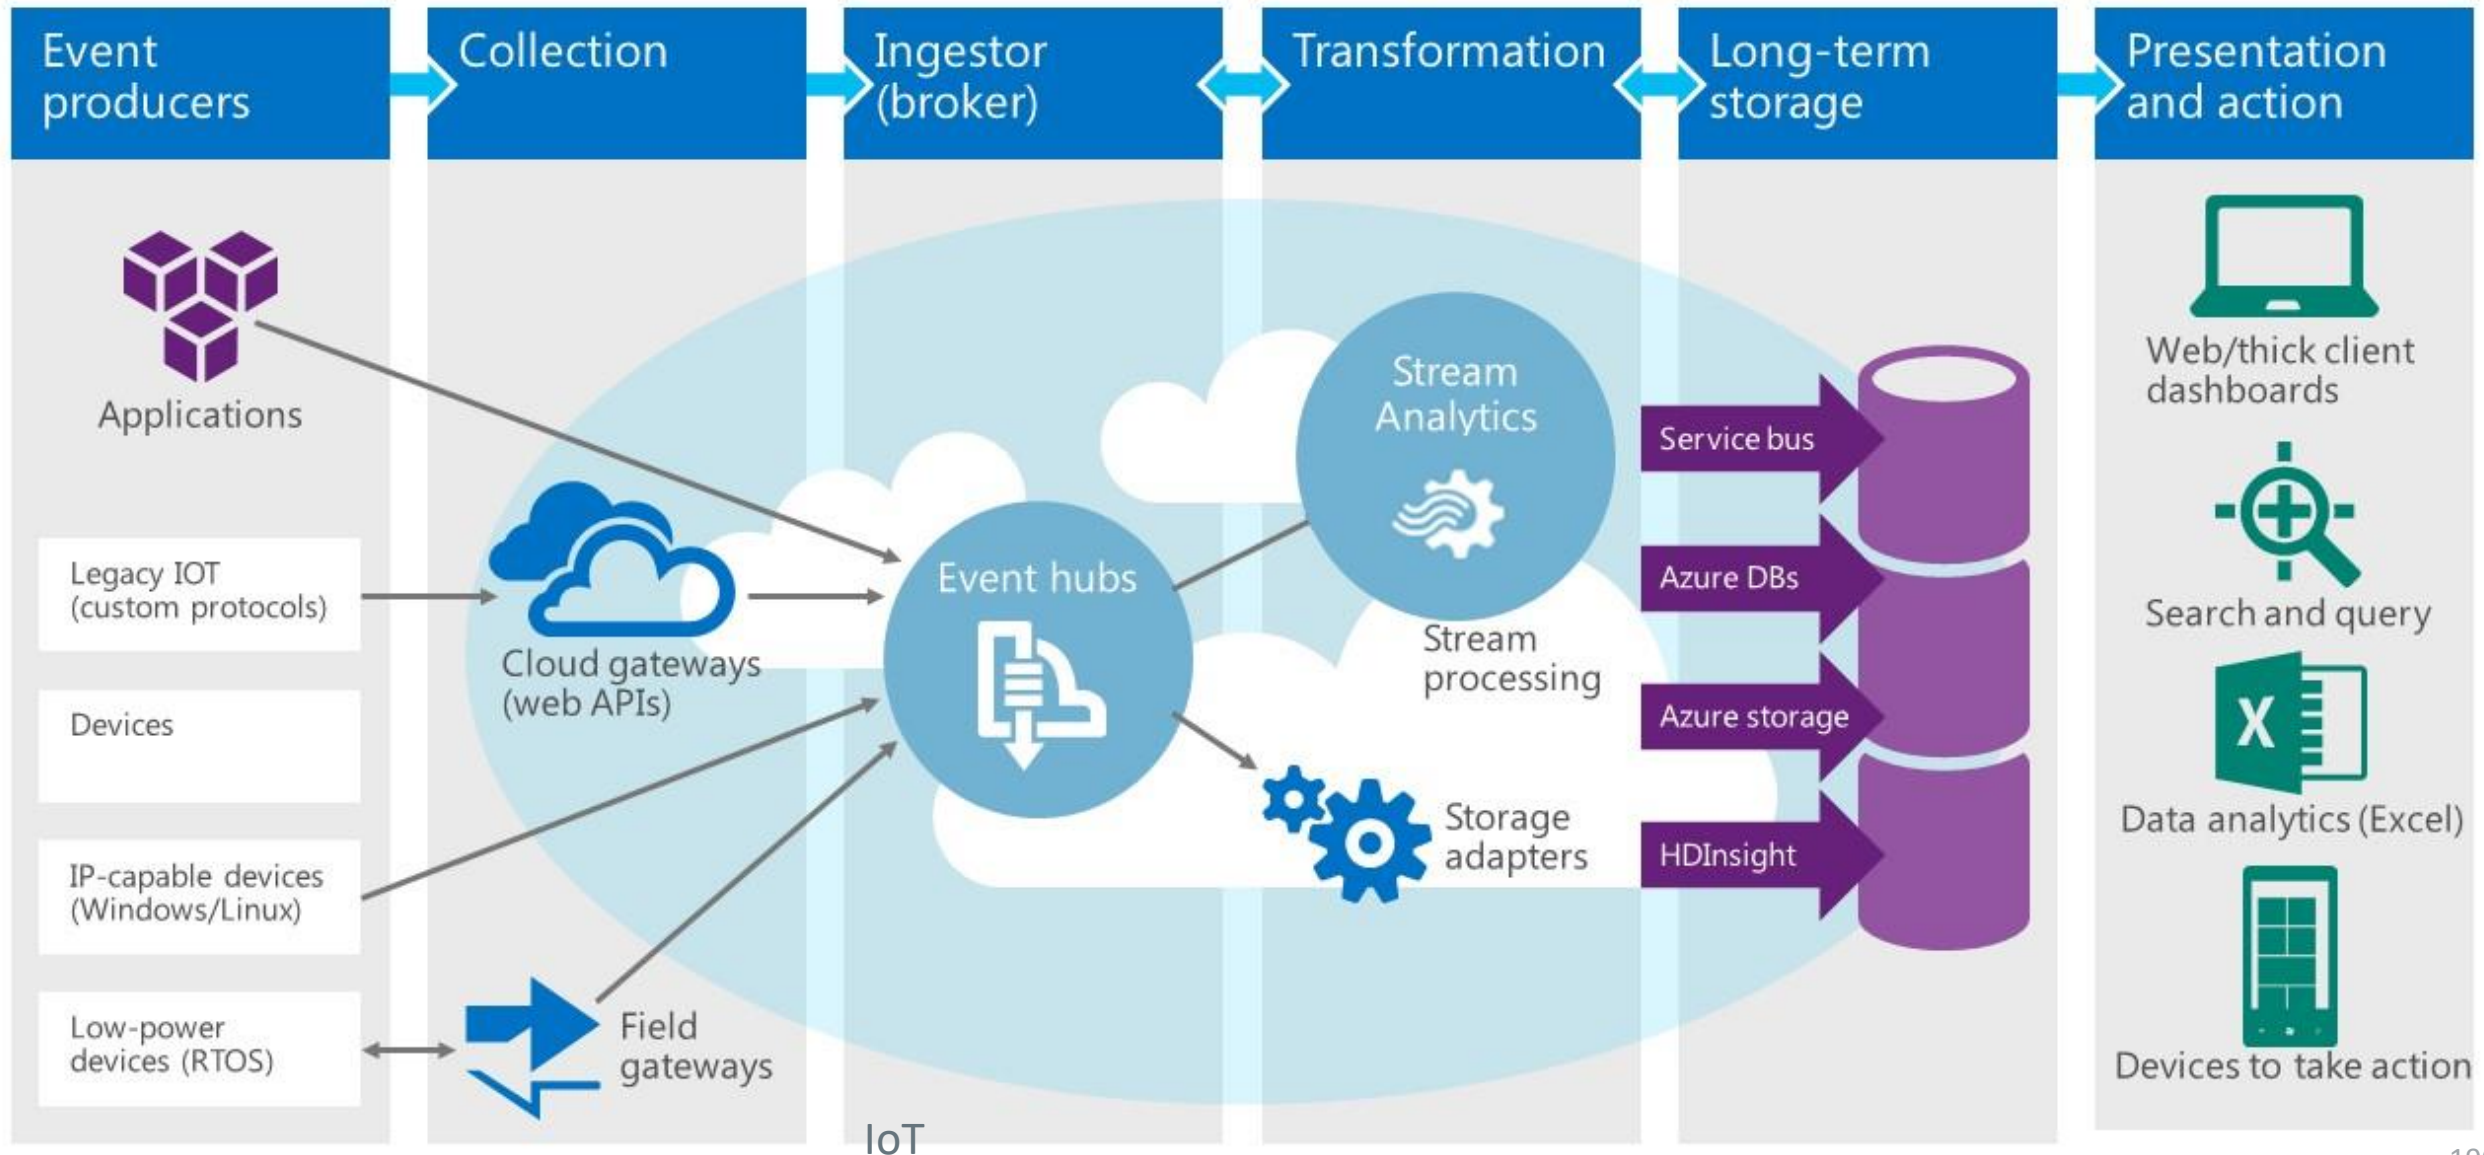 Event
producers
Collection
Ingestor
(broker)
Transformation
Long-term
storage
Presentation
and action
Applications
Legacy IOT
(custom protocols)
Devices
IP-capable devices
(Windows/Linux)
Low-power
devices (RTOS)
Cloud gateways
(web APIs)
Field
gateways
Event hubs
Stream
Analytics
Stream
processing
Storage
adapters
Service bus
Azure DBs
Azure storage
HDInsight
Web/thick client
dashboards
Search and query
X
Data analytics (Excel)
Devices to take action
IoT